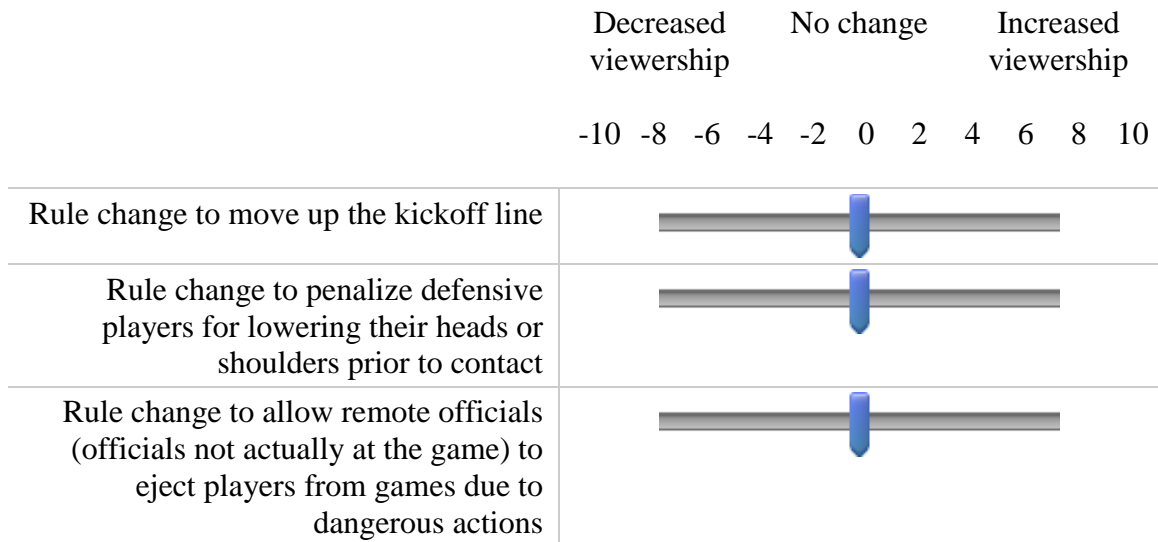 Decreased viewership No change Increased viewership
-10 -8 -6 -4 -2 0 2 4 6 8 10
Rule change to move up the kickoff line
Rule change to penalize defensive
players for lowering their heads or
shoulders prior to contact
Rule change to allow remote officials
(officials not actually at the game) to
eject players from games due to
dangerous actions